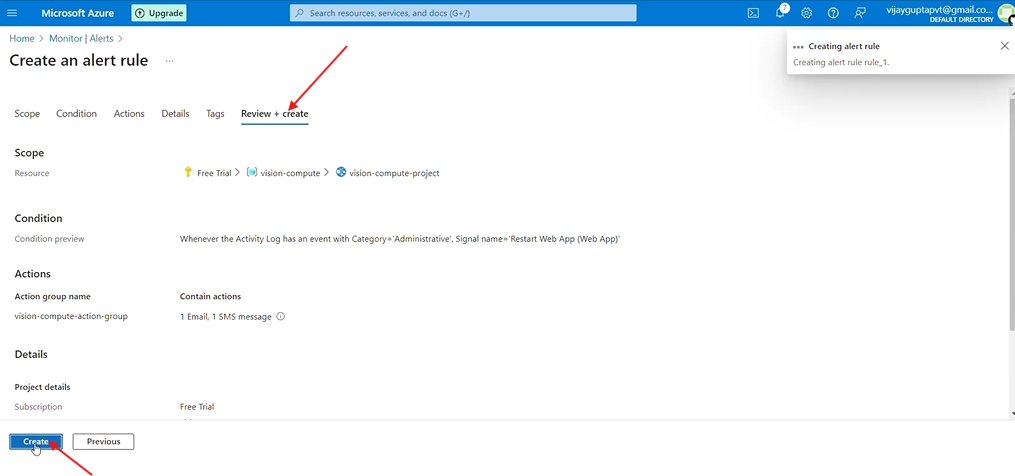 Microsoft Azure
Upgrade
Search resources, services, and docs (G+/)
7
vijayguptapvt@gmail.co...
DEFAULT DIRECTORY
Home > Monitor | Alerts >
Create an alert rule ...
Creating alert rule
Creating alert rule rule_1.
Scope Condition Actions Details Tags Review + create
Scope
Resource Free Trial > vision-compute > vision-compute-project
Condition
Condition preview Whenever the Activity Log has an event with Category='Administrative', Signal name='Restart Web App (Web App)'
Actions
Action group name Contain actions
vision-compute-action-group 1 Email, 1 SMS message
Details
Project details
Subscription Free Trial
Create Previous